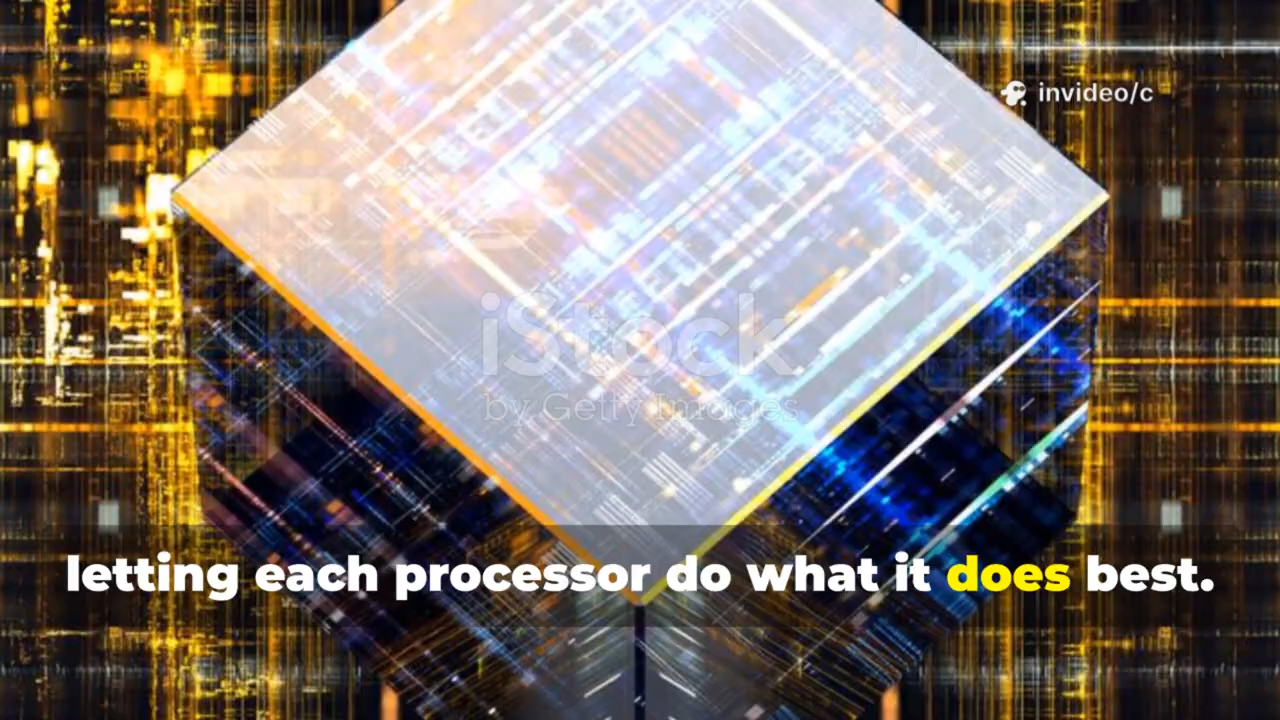 invideo/c
iStock
by Getty Images
letting each processor do what it does best.